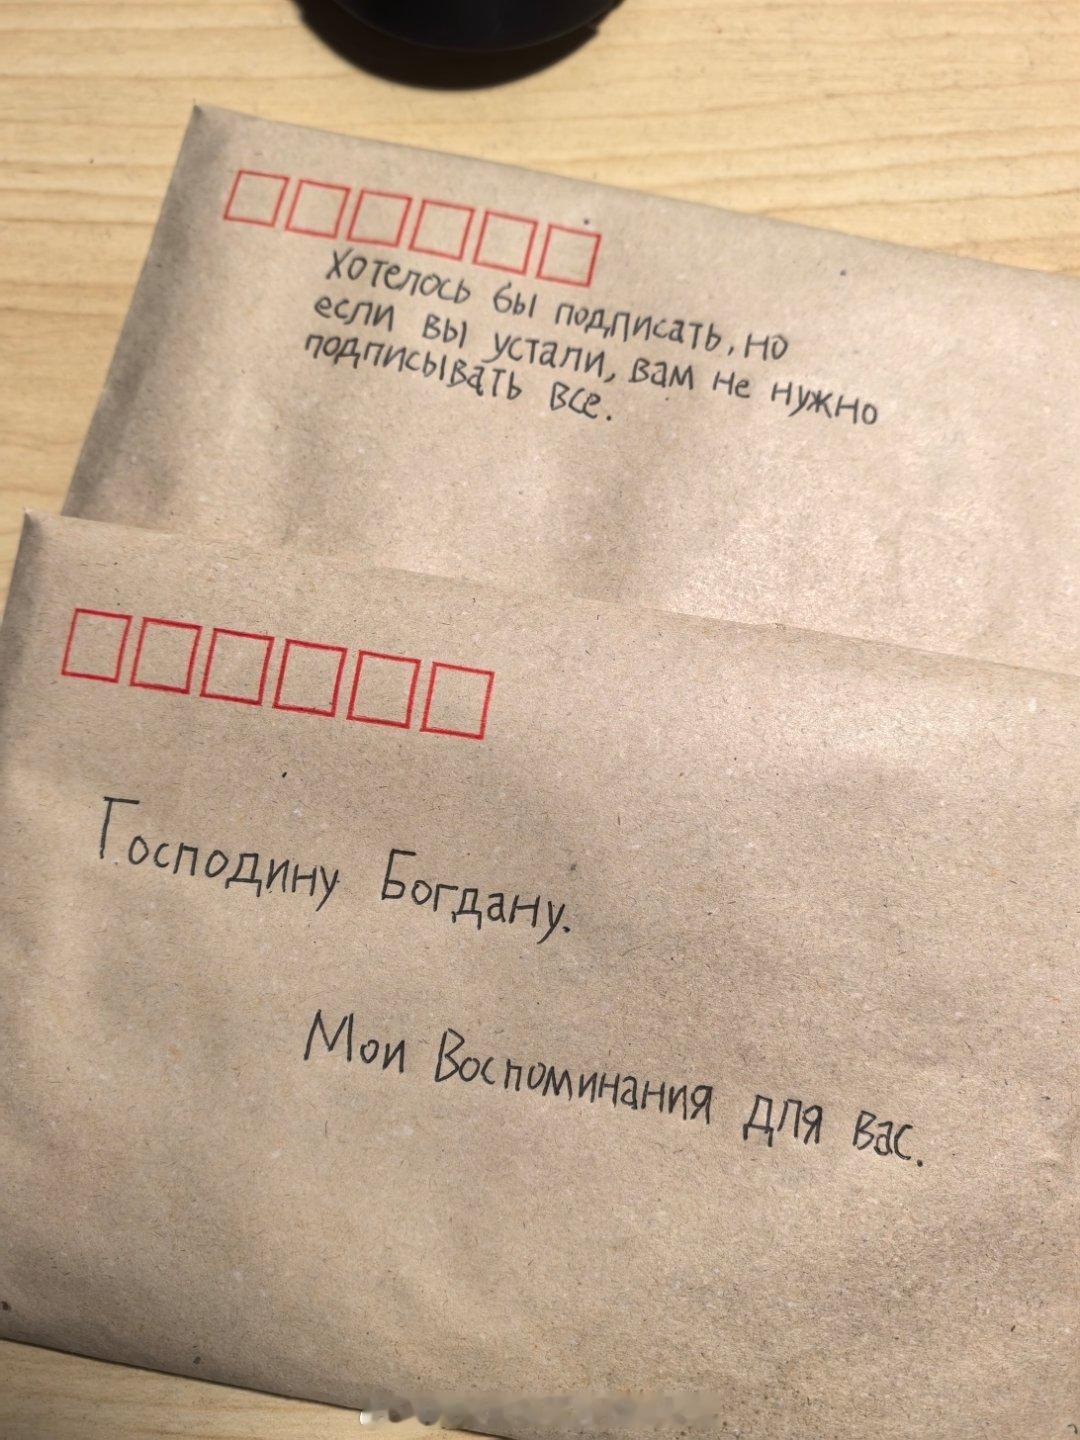 Хотелось бы подписать, но
если вы устали, вам не нужно
подписывать все.
Господину Богдану.
Мои Воспоминания для вас.